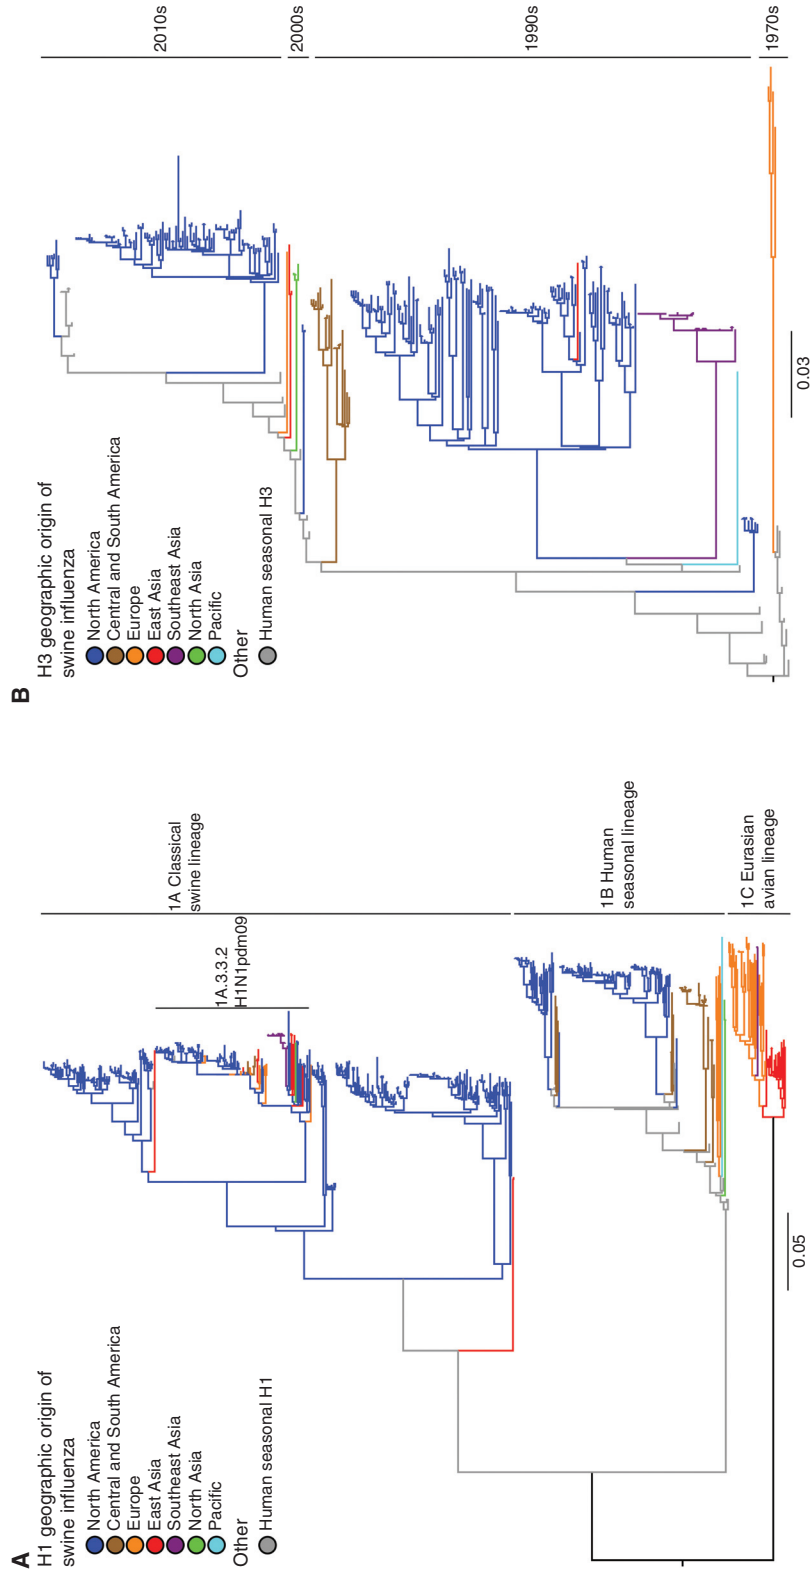 A
H1 geographic origin of
swine influenza
North America
Central and South America
Europe
East Asia
Southeast Asia
North Asia
Pacific
Other
Human seasonal H1
1A Classical
swine lineage
1A.3.3.2
H1N1pdm09
1B Human
seasonal lineage
1C Eurasian
avian lineage
0.05
B
H3 geographic origin of
swine influenza
North America
Central and South America
Europe
East Asia
Southeast Asia
North Asia
Pacific
Other
Human seasonal H3
2010s
2000s
1990s
1970s
0.03